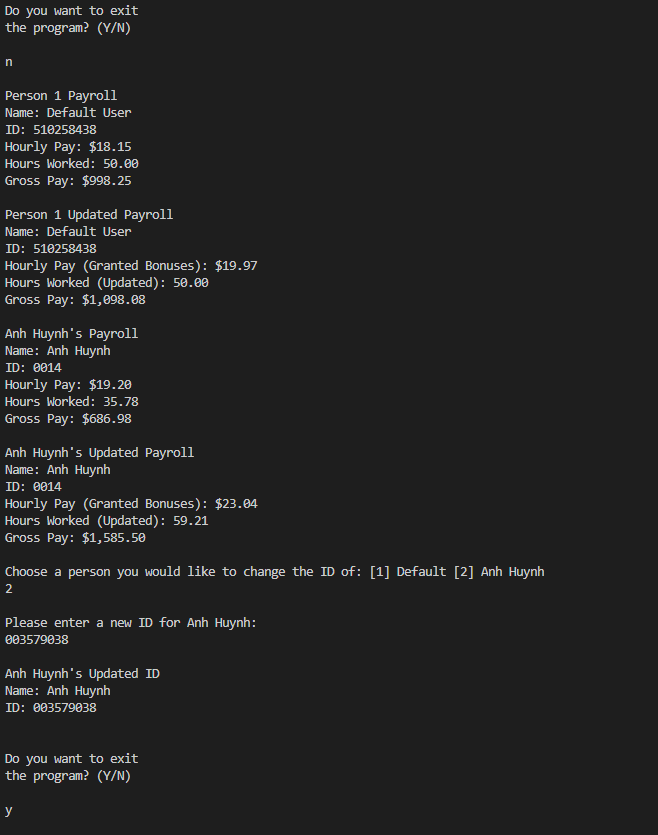 Do you want to exit
the program? (Y/N)
n
Person 1 Payroll
Name: Default User
ID: 510258438
Hourly Pay: $18.15
Hours Worked: 50.00
Gross Pay: $998.25
Person 1 Updated Payroll
Name: Default User
ID: 510258438
Hourly Pay (Granted Bonuses): $19.97
Hours Worked (Updated): 50.00
Gross Pay: $1,098.08
Anh Huynh's Payroll
Name: Anh Huynh
ID: 0014
Hourly Pay: $19.20
Hours Worked: 35.78
Gross Pay: $686.98
Anh Huynh's Updated Payroll
Name: Anh Huynh
ID: 0014
Hourly Pay (Granted Bonuses): $23.04
Hours Worked (Updated): 59.21
Gross Pay: $1,585.50
Choose a person you would like to change the ID of: [1] Default [2] Anh Huynh
2
Please enter a new ID for Anh Huynh:
003579038
Anh Huynh's Updated ID
Name: Anh Huynh
ID: 003579038
Do you want to exit
the program? (Y/N)
y